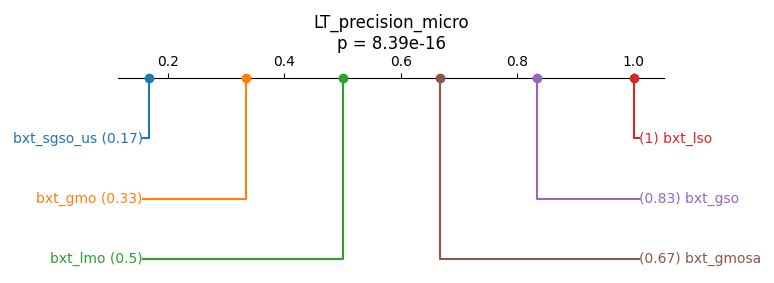 LT_precision_micro
p = 8.39e-16
0.2 0.4 0.6 0.8 1.0
bxt_sgso_us (0.17) (1) bxt_lso
bxt_gmo (0.33) (0.83) bxt_gso
bxt_lmo (0.5) (0.67) bxt_gmosa